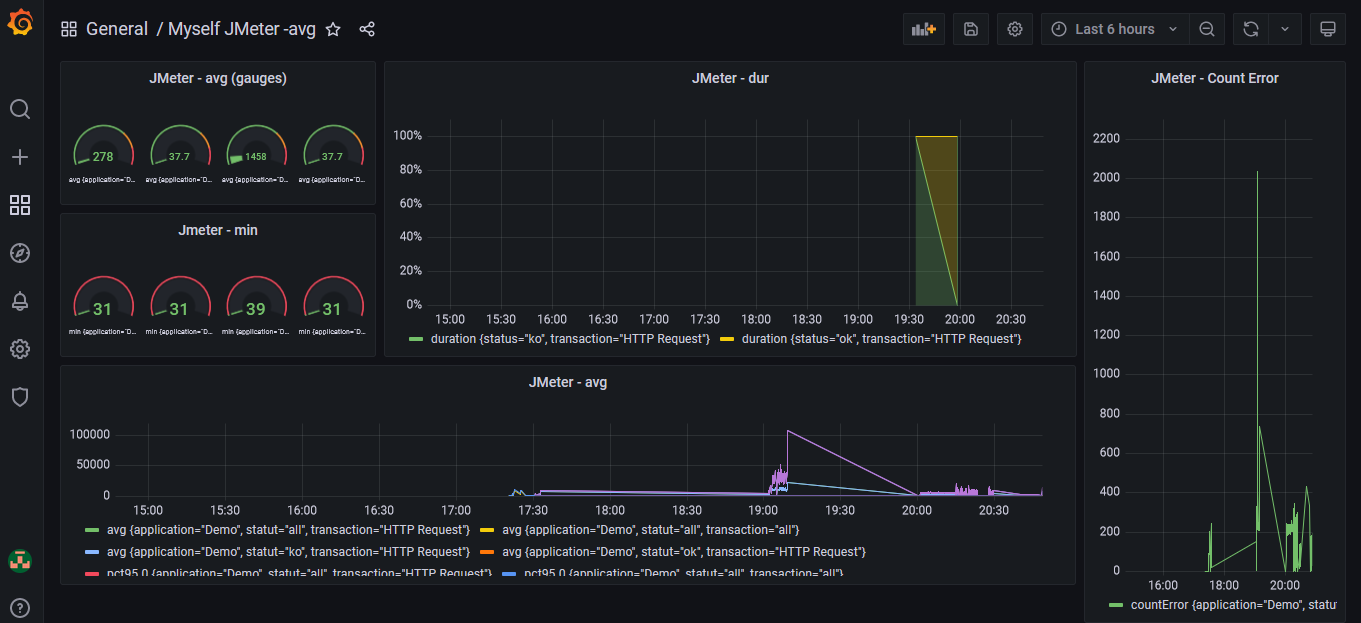 General / Myself JMeter -avg
Last 6 hours
JMeter - avg (gauges)
278
37.7
1458
37.7
avg {application="D...
avg {application="D...
avg {application="D...
avg {application="D...
Jmeter - min
31
31
39
31
min {application="D...
min {application="D...
min {application="D...
min {application="D...
JMeter - dur
100%
80%
60%
40%
20%
0%
15:00 15:30 16:00 16:30 17:00 17:30 18:00 18:30 19:00 19:30 20:00 20:30
duration {status="ko", transaction="HTTP Request"} duration {status="ok", transaction="HTTP Request"}
JMeter - avg
100000
50000
0
15:00 15:30 16:00 16:30 17:00 17:30 18:00 18:30 19:00 19:30 20:00 20:30
avg {application="Demo", statut="all", transaction="HTTP Request"} avg {application="Demo", statut="all", transaction="all"}
avg {application="Demo", statut="ko", transaction="HTTP Request"} avg {application="Demo", statut="ok", transaction="HTTP Request"}
pct95.0 {application="Demo", statut="all", transaction="HTTP Request"} pct95.0 {application="Demo", statut="all", transaction="all"}
JMeter - Count Error
2200
2000
1800
1600
1400
1200
1000
800
600
400
200
0
16:00 18:00 20:00
countError {application="Demo", statu